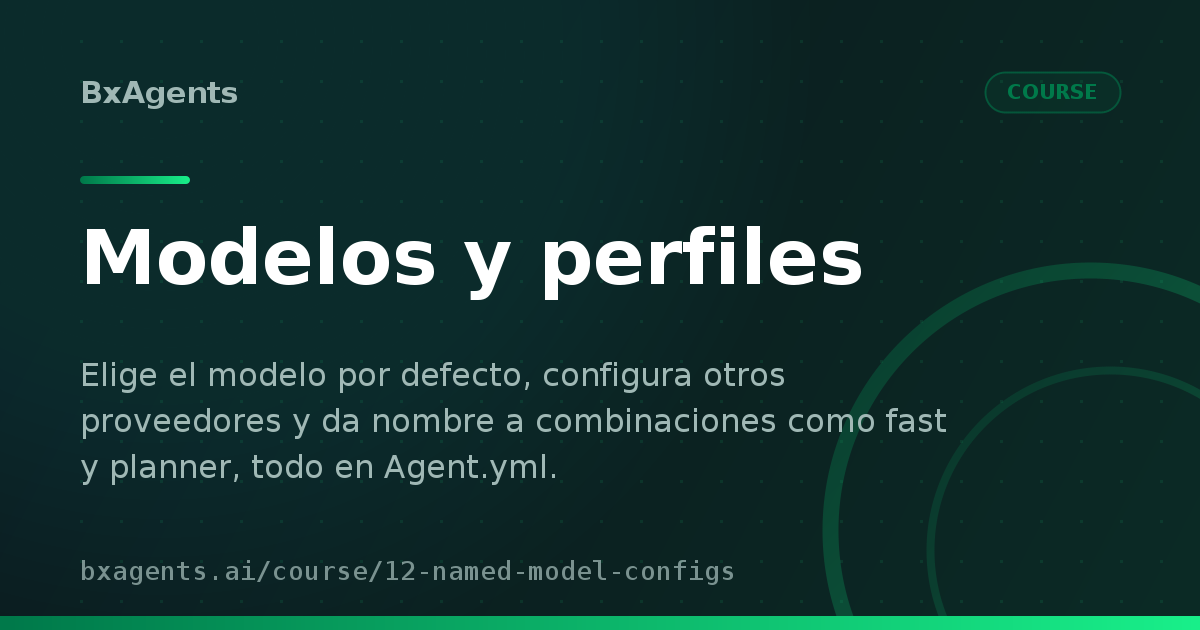 BxAgents
COURSE
Modelos y perfiles
Elige el modelo por defecto, configura otros
proveedores y da nombre a combinaciones como fast
y planner, todo en Agent.yml.
bxagents.ai/course/12-named-model-configs